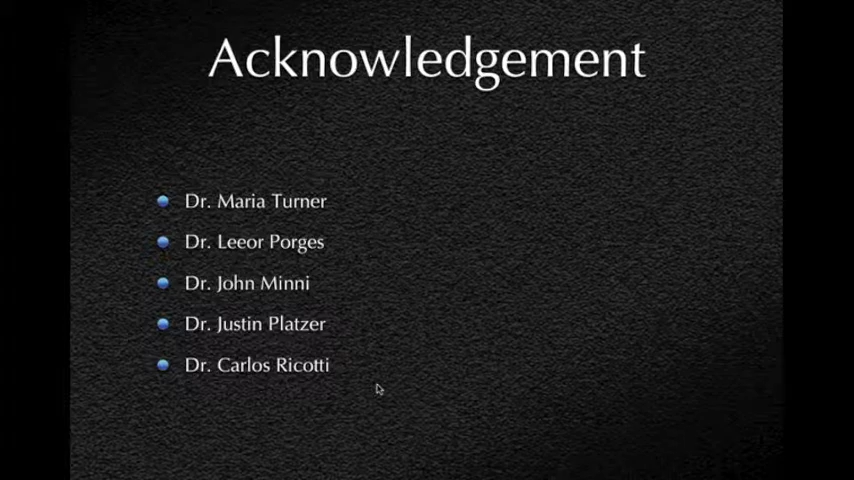 Acknowledgement
Dr. Maria Turner
Dr. Leeor Porges
Dr. John Minni
Dr. Justin Platzer
Dr. Carlos Ricotti